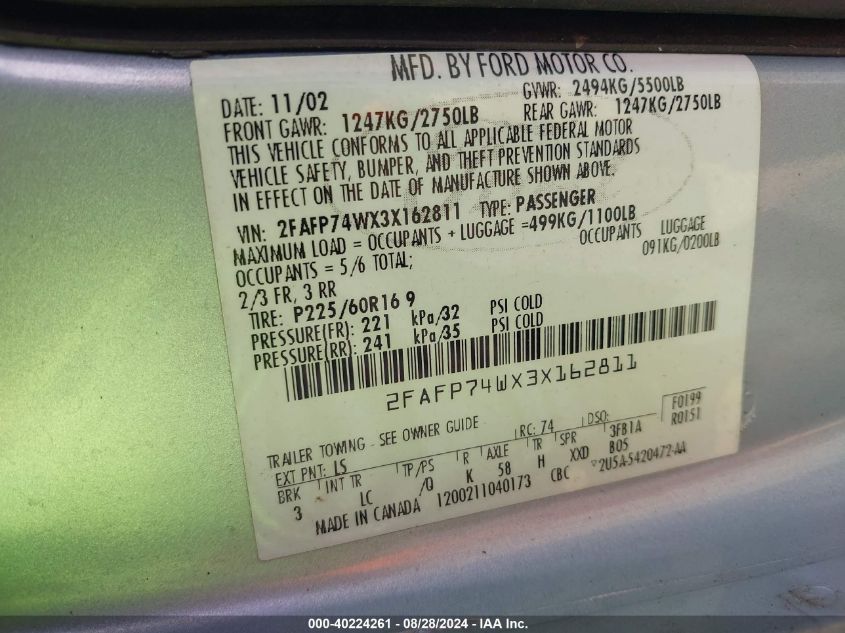 MFD. BY FORD MOTOR CO.
DATE: 11/02 GVWR: 2494KG/5500LB
FRONT GAWR: 1247KG/2750LB REAR GAWR: 1247KG/2750LB
THIS VEHICLE CONFORMS TO ALL APPLICABLE FEDERAL MOTOR
VEHICLE SAFETY, BUMPER, AND THEFT PREVENTION STANDARDS
IN EFFECT ON THE DATE OF MANUFACTURE SHOWN ABOVE.
VIN: 2FAFP74WX3X162811 TYPE: PASSENGER
MAXIMUM LOAD = OCCUPANTS + LUGGAGE =499KG/1100LB
OCCUPANTS = 5/6 TOTAL; OCCUPANTS LUGGAGE
2/3 FR, 3 RR 091KG/0200LB
TIRE: P225/60R16 9
PRESSURE(FR): 221 kPa/32 PSI COLD
PRESSURE(RR): 241 kPa/35 PSI COLD
2FAFP74WX3X162811
TRAILER TOWING - SEE OWNER GUIDE
F0199
R0151
EXT PNT: LS RC: 74 DSO:
BRK INT TR TP/PS R AXLE TR SPR 3FB1A
3 LC /Q K 58 H XXD B05
MADE IN CANADA 1200211040173 CBC 2U5A-5420472-AA
000-40224261 - 08/28/2024 - IAA Inc.